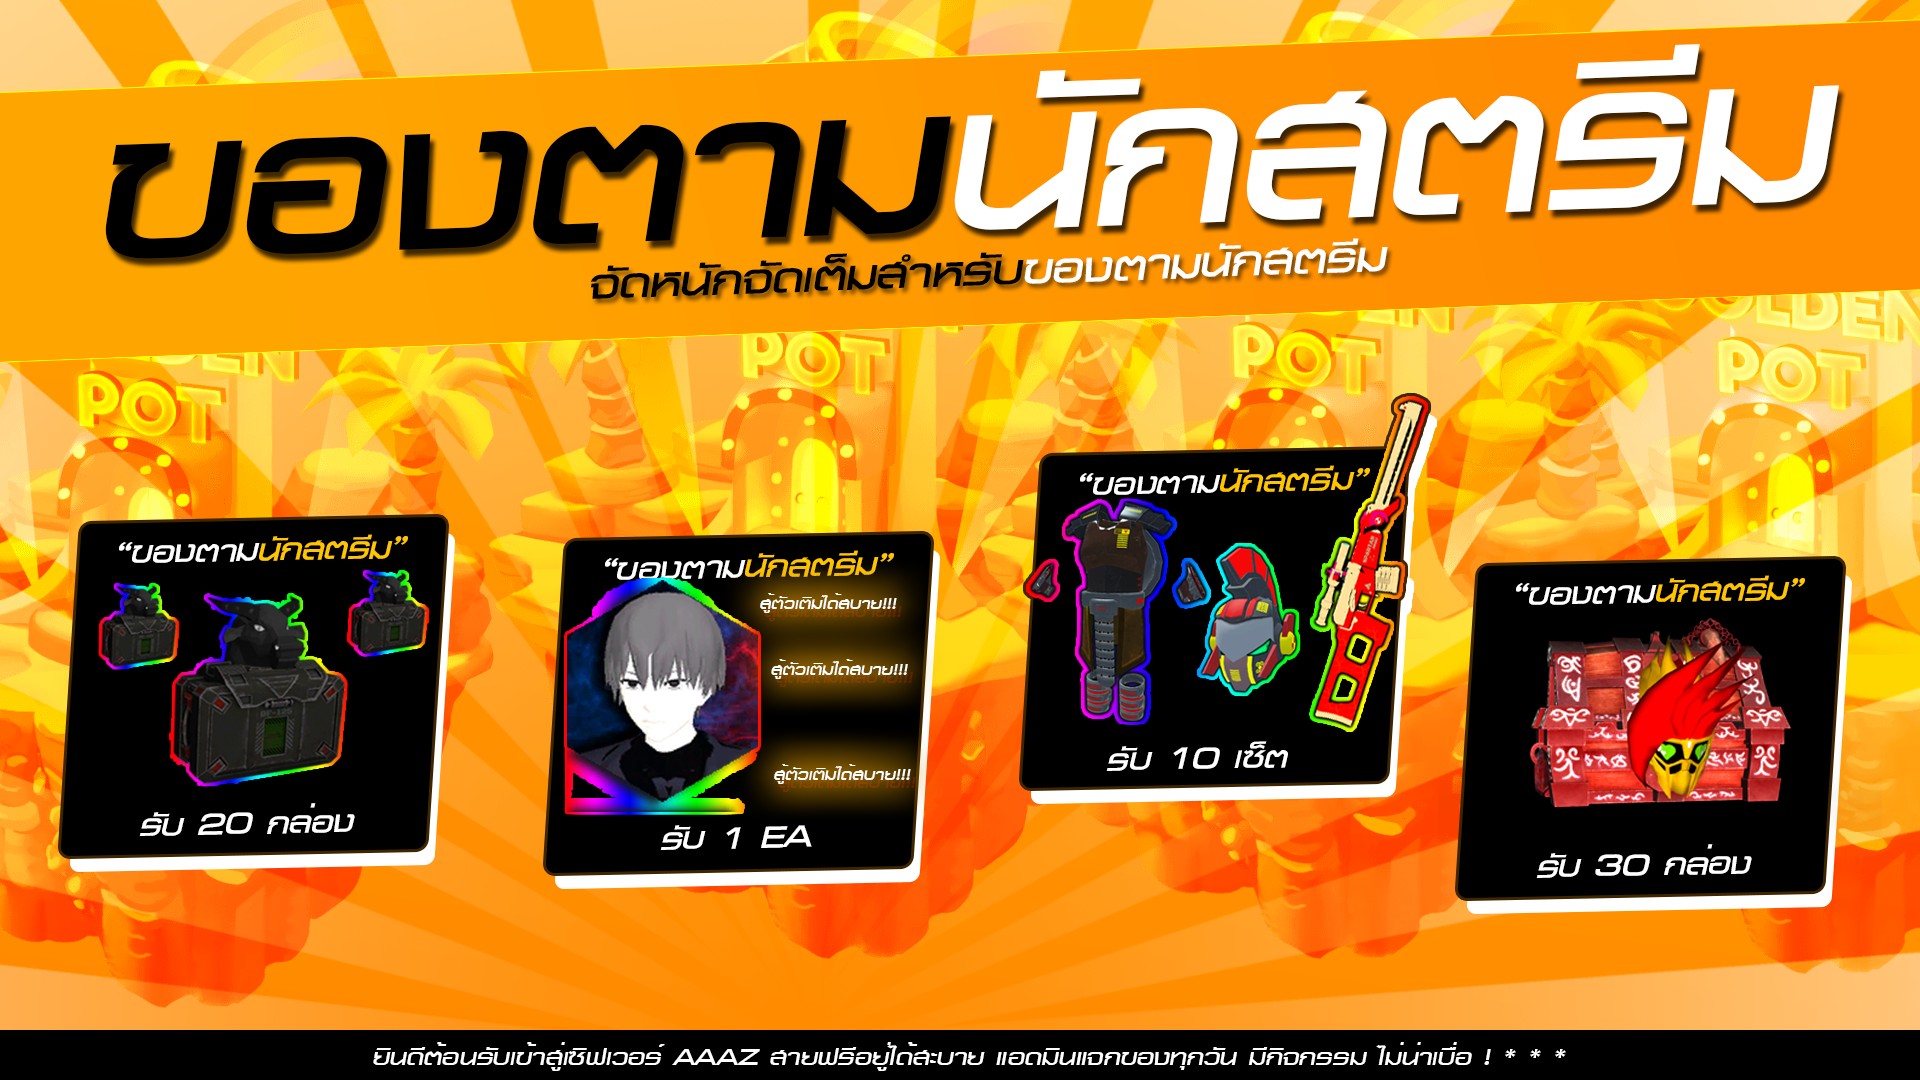 ของตามนักสตรีม
จัดหนักจัดเต็มสำหรับของตามนักสตรีม
POT
POT
POT
GOLDEN
POT
“ของตามนักสตรีม”
รับ 20 กล่อง
“ของตามนักสตรีม”
สู้ตัวเติมได้สบาย!!!
สู้ตัวเติมได้สบาย!!!
สู้ตัวเติมได้สบาย!!!
รับ 1 EA
“ของตามนักสตรีม”
รับ 10 เซ็ต
“ของตามนักสตรีม”
รับ 30 กล่อง
ยินดีต้อนรับเข้าสู่เซิฟเวอร์ AAAZ สายฟรีอยู่ได้สะบาย แอดมินแจกของทุกวัน มีกิจกรรม ไม่น่าเบื่อ ! * * *